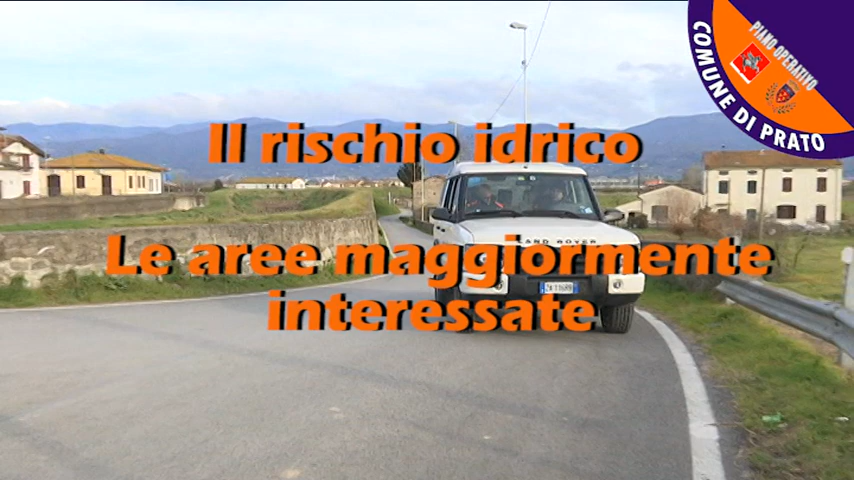 PIANO OPERATIVO
COMUNE DI PRATO
Il rischio idrico
Le aree maggiormente
interessate
LAND ROVER